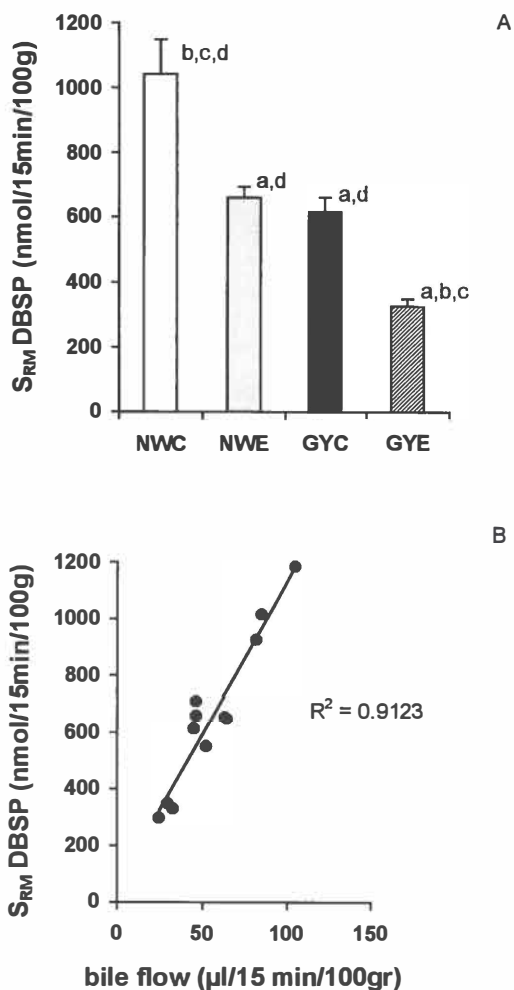 A
S_RM DBSP (nmol/15min/100g)
1200
1000
800
600
400
200
0
b,c,d
a,d
a,d
a,b,c
NWC NWE GYC GYE
B
S_RM DBSP (nmol/15min/100g)
1200
1000
800
600
400
200
0
R² = 0.9123
0 50 100 150
bile flow (µl/15 min/100gr)